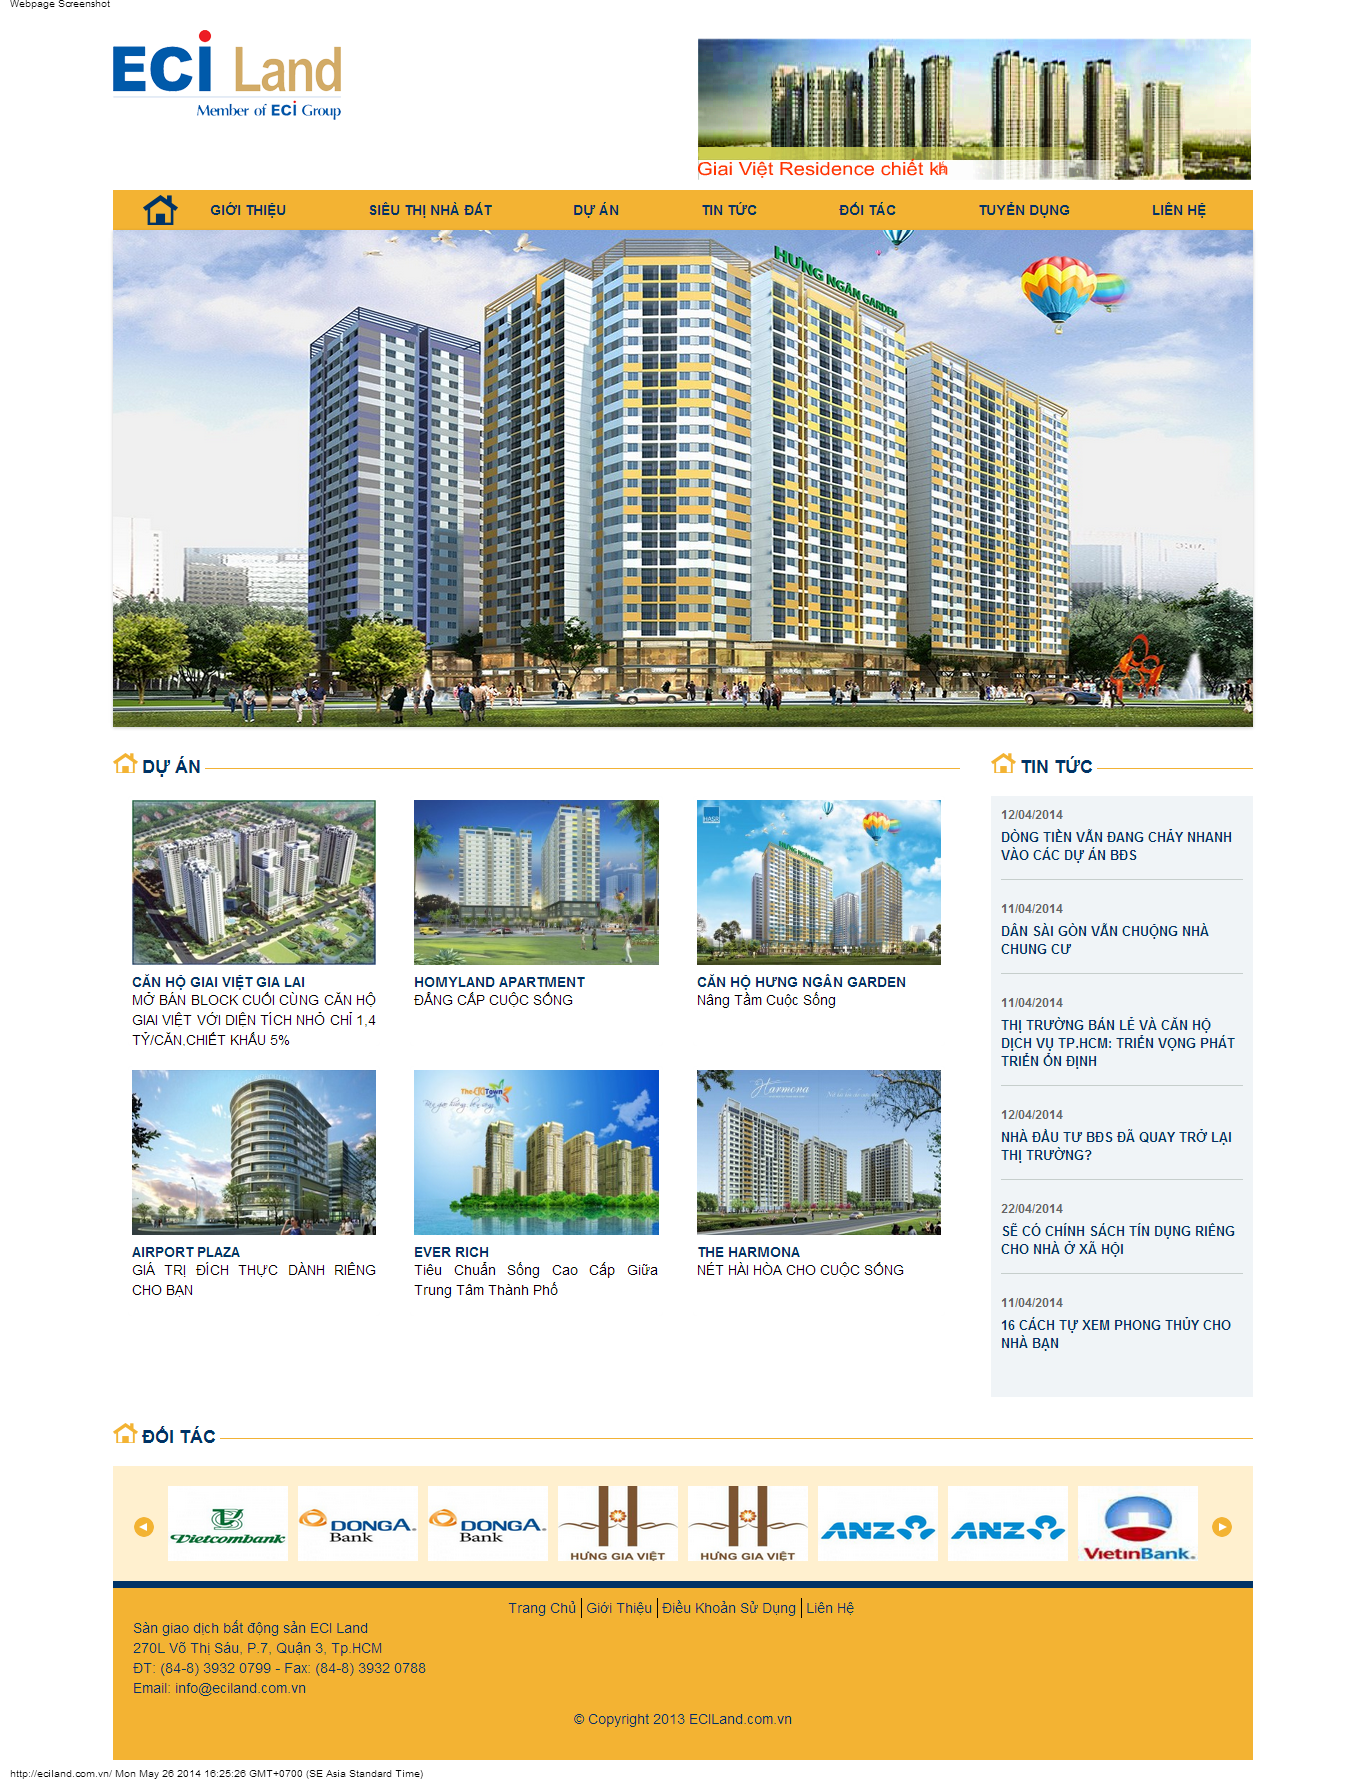 Webpage Screenshot
ECi Land
Member of ECi Group
Giai Việt Residence chiết kh
GIỚI THIỆU
SIÊU THỊ NHÀ ĐẤT
DỰ ÁN
TIN TỨC
ĐỐI TÁC
TUYỂN DỤNG
LIÊN HỆ
HƯNG NGÂN GARDEN
DỰ ÁN
CĂN HỘ GIAI VIỆT GIA LAI
MỞ BÁN BLOCK CUỐI CÙNG CĂN HỘ
GIAI VIỆT VỚI DIỆN TÍCH NHỎ CHỈ 1,4
TỶ/CĂN,CHIẾT KHẤU 5%
HOMYLAND APARTMENT
ĐẲNG CẤP CUỘC SỐNG
HƯNG NGÂN GARDEN
CĂN HỘ HƯNG NGÂN GARDEN
Nâng Tầm Cuộc Sống
AIRPORT PLAZA
GIÁ TRỊ ĐÍCH THỰC DÀNH RIÊNG
CHO BẠN
The CBD Town
EVER RICH
Tiêu Chuẩn Sống Cao Cấp Giữa
Trung Tâm Thành Phố
Harmona
THE HARMONA
NÉT HÀI HÒA CHO CUỘC SỐNG
TIN TỨC
12/04/2014
DÒNG TIỀN VẪN ĐANG CHẢY NHANH
VÀO CÁC DỰ ÁN BĐS
11/04/2014
DÂN SÀI GÒN VẪN CHUỘNG NHÀ
CHUNG CƯ
11/04/2014
THỊ TRƯỜNG BÁN LẺ VÀ CĂN HỘ
DỊCH VỤ TP.HCM: TRIỂN VỌNG PHÁT
TRIỂN ỔN ĐỊNH
12/04/2014
NHÀ ĐẦU TƯ BĐS ĐÃ QUAY TRỞ LẠI
THỊ TRƯỜNG?
22/04/2014
SẼ CÓ CHÍNH SÁCH TÍN DỤNG RIÊNG
CHO NHÀ Ở XÃ HỘI
11/04/2014
16 CÁCH TỰ XEM PHONG THỦY CHO
NHÀ BẠN
ĐỐI TÁC
Vietcombank
DONGA Bank
DONGA Bank
HƯNG GIA VIỆT
HƯNG GIA VIỆT
ANZ
ANZ
VietinBank
Trang Chủ
Giới Thiệu
Điều Khoản Sử Dụng
Liên Hệ
Sàn giao dịch bất động sản ECI Land
270L Võ Thị Sáu, P.7, Quận 3, Tp.HCM
ĐT: (84-8) 3932 0799 - Fax: (84-8) 3932 0788
Email: info@eciland.com.vn
© Copyright 2013 ECILand.com.vn
http://eciland.com.vn/ Mon May 26 2014 16:25:26 GMT+0700 (SE Asia Standard Time)